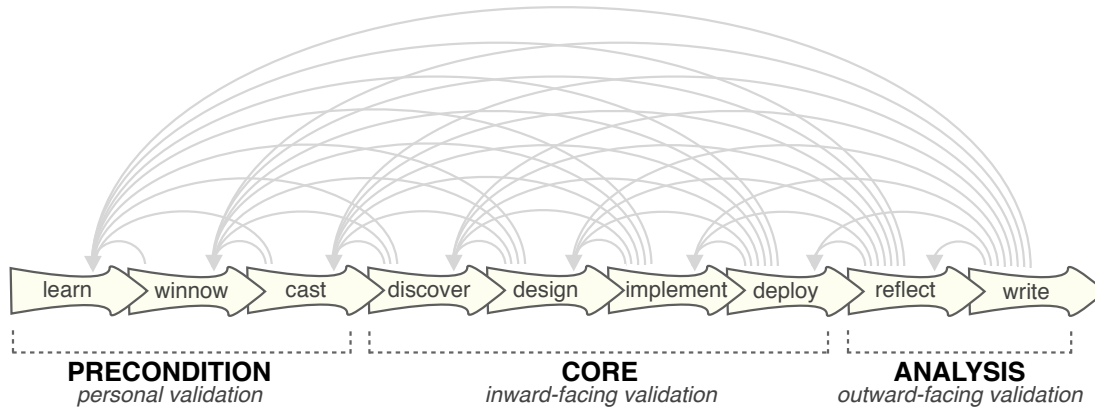 learn winnow cast discover design implement deploy reflect write
PRECONDITION CORE ANALYSIS
personal validation inward-facing validation outward-facing validation